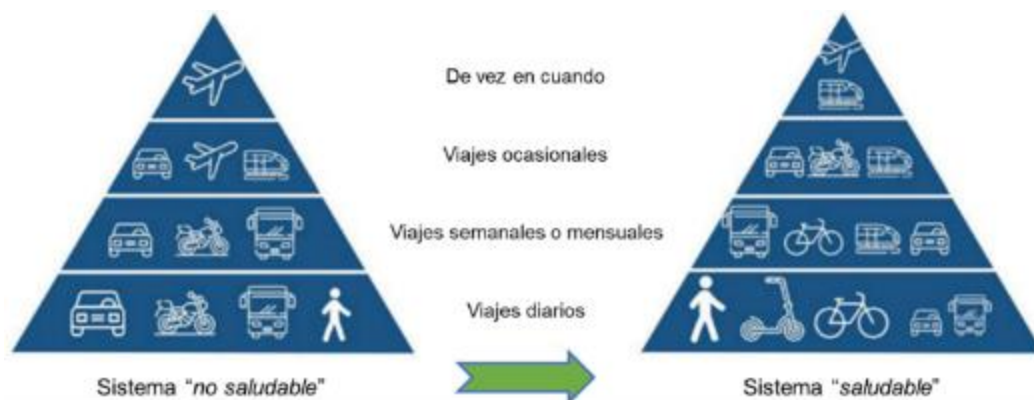 De vez en cuando
Viajes ocasionales
Viajes semanales o mensuales
Viajes diarios
Sistema “no saludable”
Sistema “saludable”